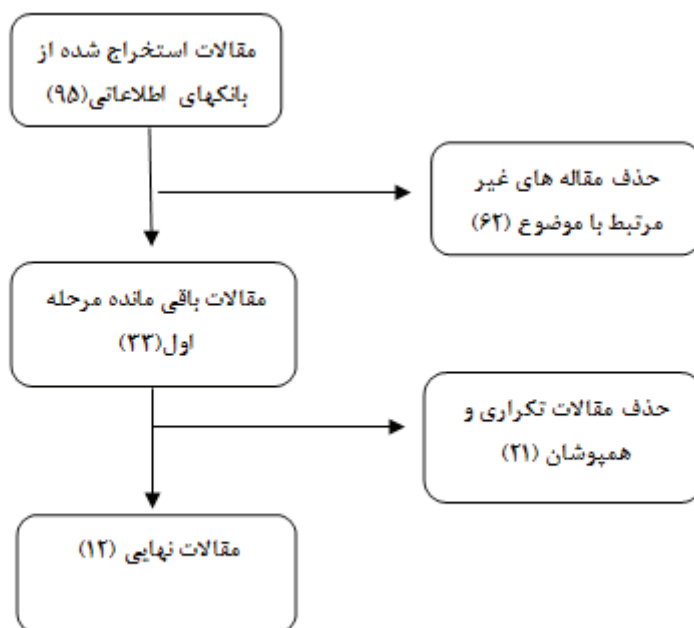 مقالات استخراج شده از
بانکهای اطلاعاتی(۹۵)
حذف مقاله های غیر
مرتبط با موضوع (۶۲)
مقالات باقی مانده مرحله
اول(۳۳)
حذف مقالات تکراری و
همپوشان (۲۱)
مقالات نهایی (۱۲)